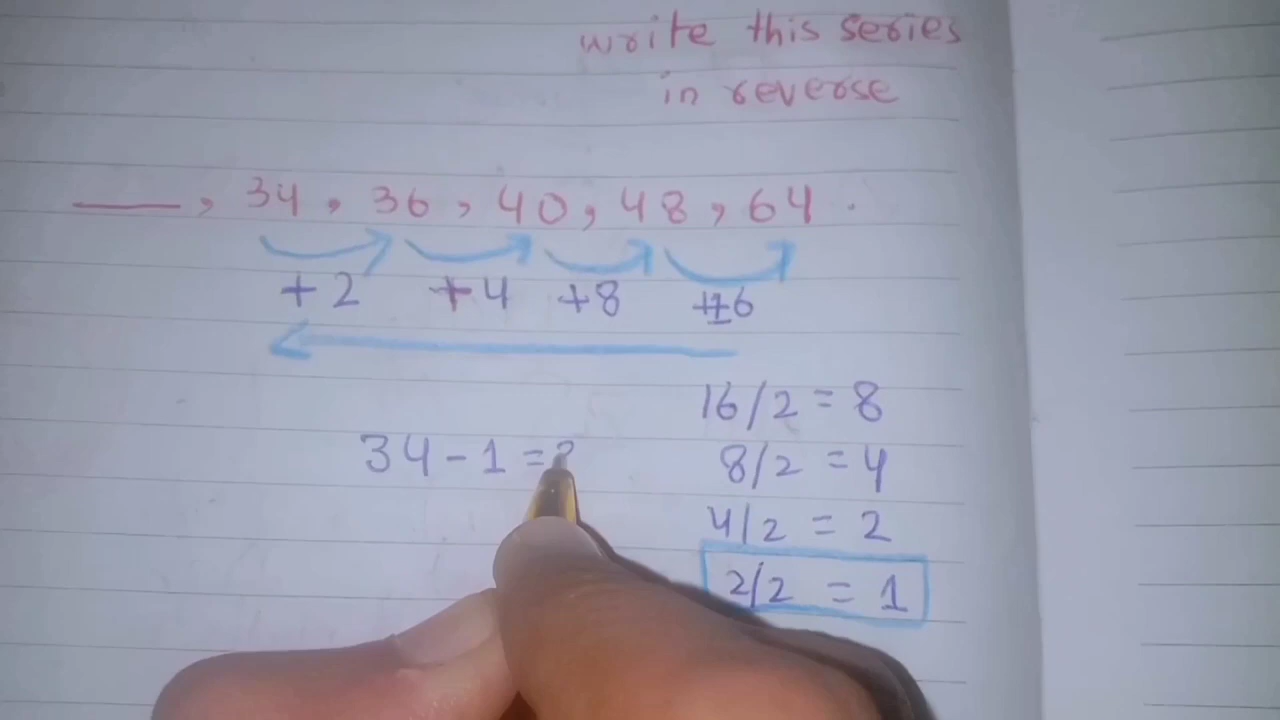 write this series
in reverse
___, 34, 36, 40, 48, 64.
+2 +4 +8 +16
16/2 = 8
34-1 =
8/2 = 4
4/2 = 2
2/2 = 1